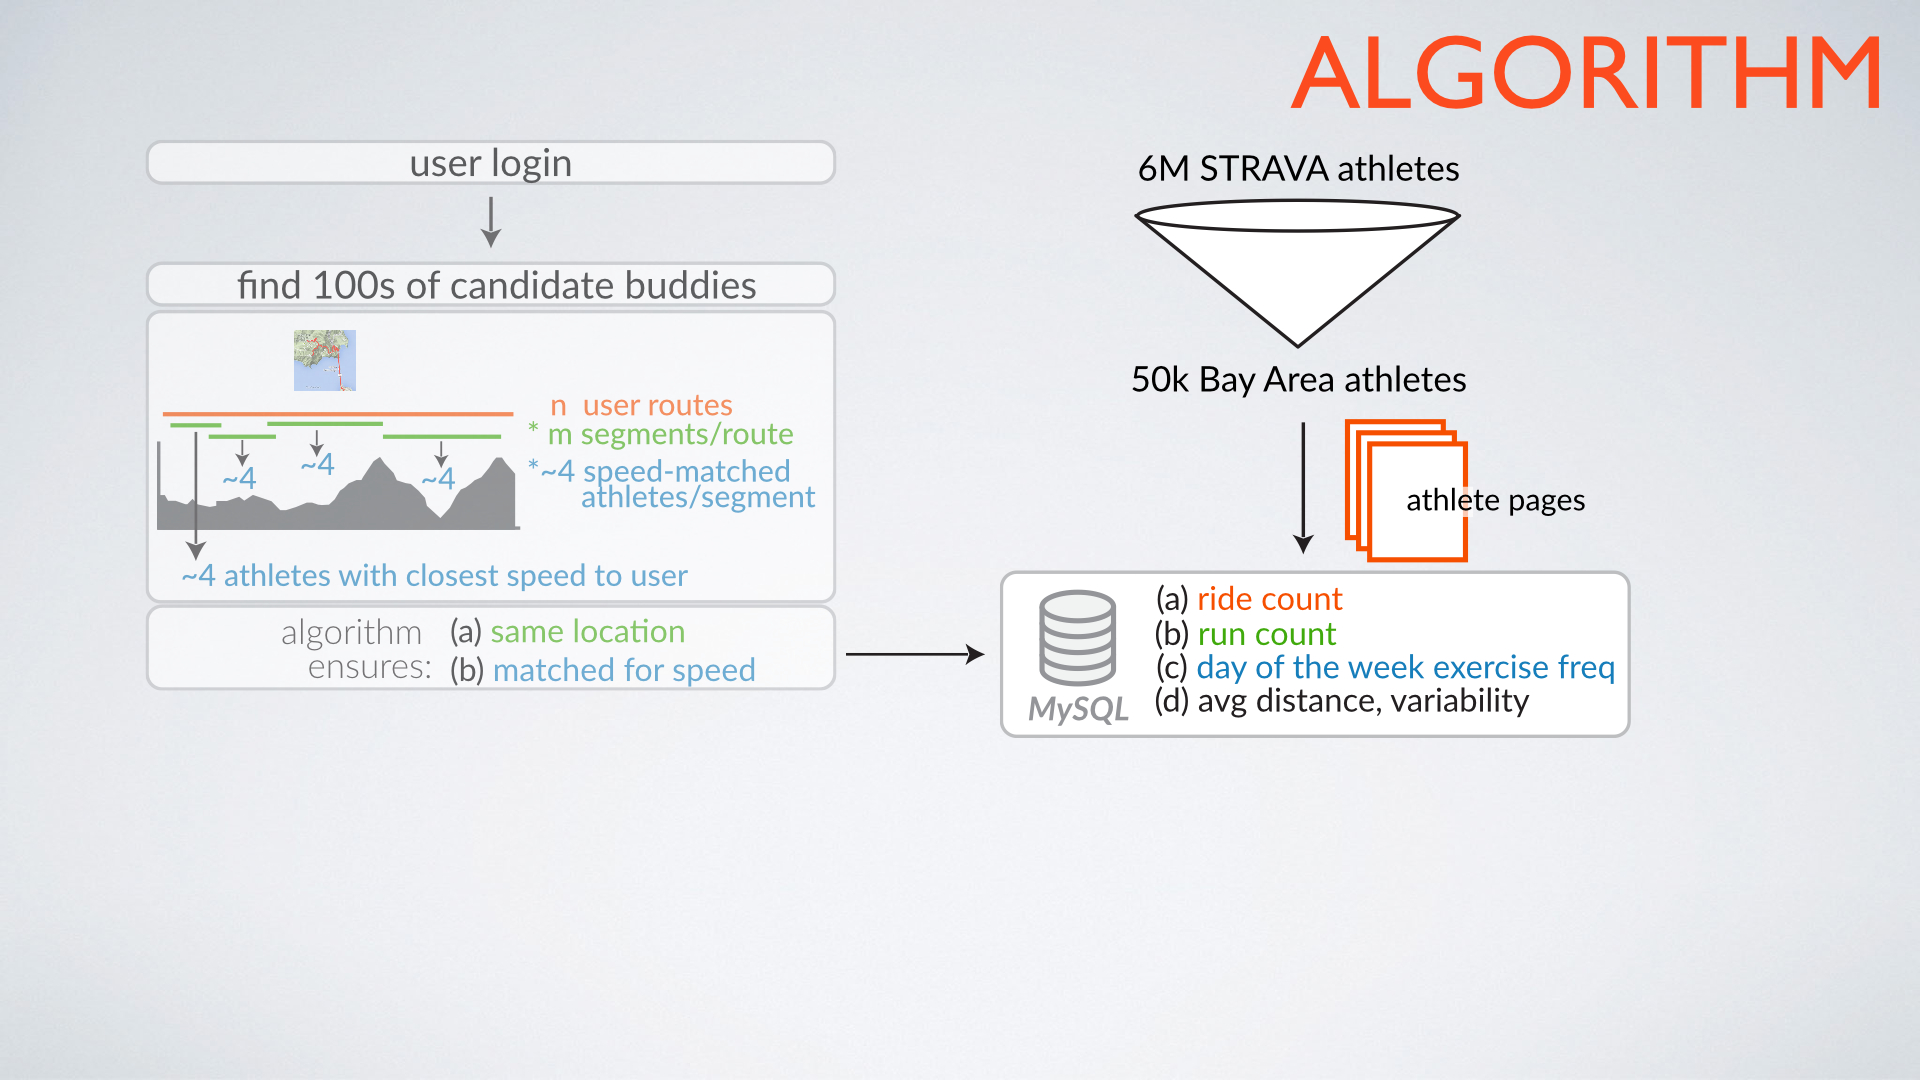 ALGORITHM
user login
find 100s of candidate buddies
n user routes
* m segments/route
*~4 speed-matched
athletes/segment
~4
~4
~4
~4 athletes with closest speed to user
algorithm
ensures:
(a) same location
(b) matched for speed
6M STRAVA athletes
50k Bay Area athletes
athlete pages
MySQL
(a) ride count
(b) run count
(c) day of the week exercise freq
(d) avg distance, variability